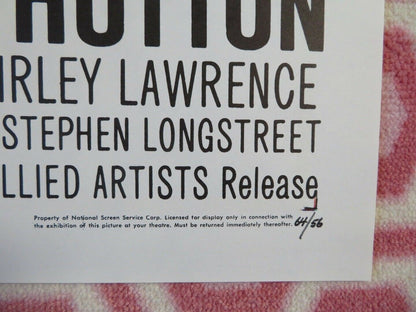 HUTTON
IRLEY LAWRENCE
STEPHEN LONGSTREET
LLIED ARTISTS Release
Property of National Screen Service Corp. Licensed for display only in connection with
the exhibition of this picture at your theatre. Must be returned immediately thereafter. 64/56